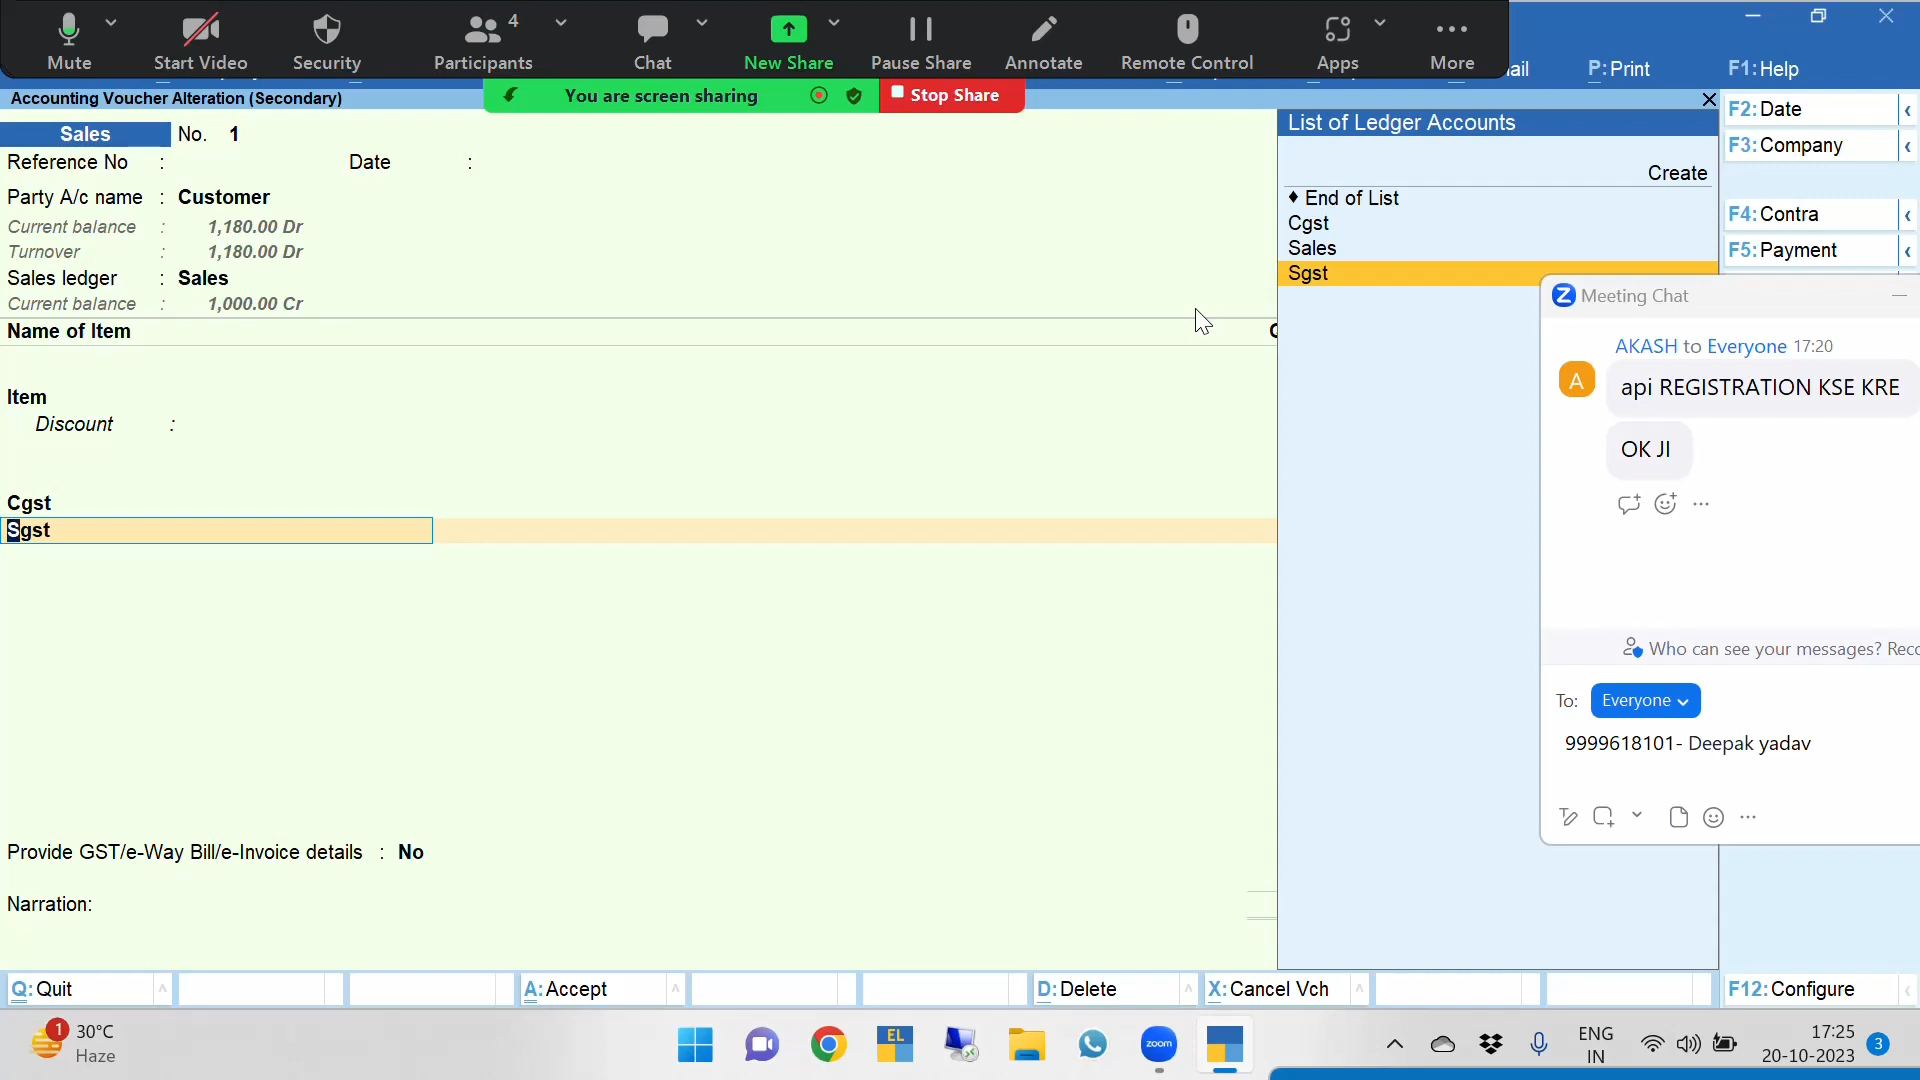 Mute
Start Video
Security
4
Participants
Chat
New Share
Pause Share
Annotate
Remote Control
Apps
More
ail
P:Print
F1:Help
You are screen sharing
Stop Share
Accounting Voucher Alteration (Secondary)
Sales No. 1
Reference No : Date :
Party A/c name : Customer
Current balance : 1,180.00 Dr
Turnover : 1,180.00 Dr
Sales ledger : Sales
Current balance : 1,000.00 Cr
Name of Item
Item
Discount :
Cgst
Sgst
Provide GST/e-Way Bill/e-Invoice details : No
Narration:
List of Ledger Accounts
Create
♦ End of List
Cgst
Sales
Sgst
F2:Date
F3:Company
F4:Contra
F5:Payment
Meeting Chat
AKASH to Everyone 17:20
A
api REGISTRATION KSE KRE
OK JI
Who can see your messages? Reco
To: Everyone
9999618101- Deepak yadav
Q:Quit
A:Accept
D:Delete
X:Cancel Vch
F12:Configure
1
30°C
Haze
EL
zoom
ENG
IN
17:25
20-10-2023
3